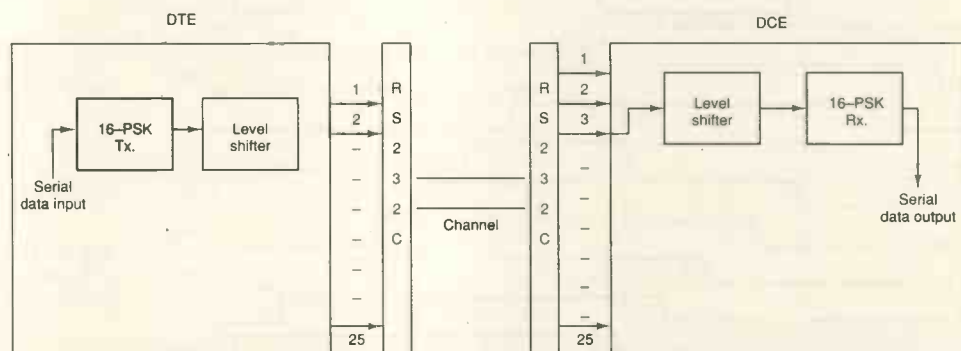 DTE
DCE
1
2
25
R
S
2
3
2
C
16–PSK
Tx.
Level
shifter
Serial
data input
Channel
R
S
2
3
2
C
1
2
3
25
Level
shifter
16–PSK
Rx.
Serial
data output